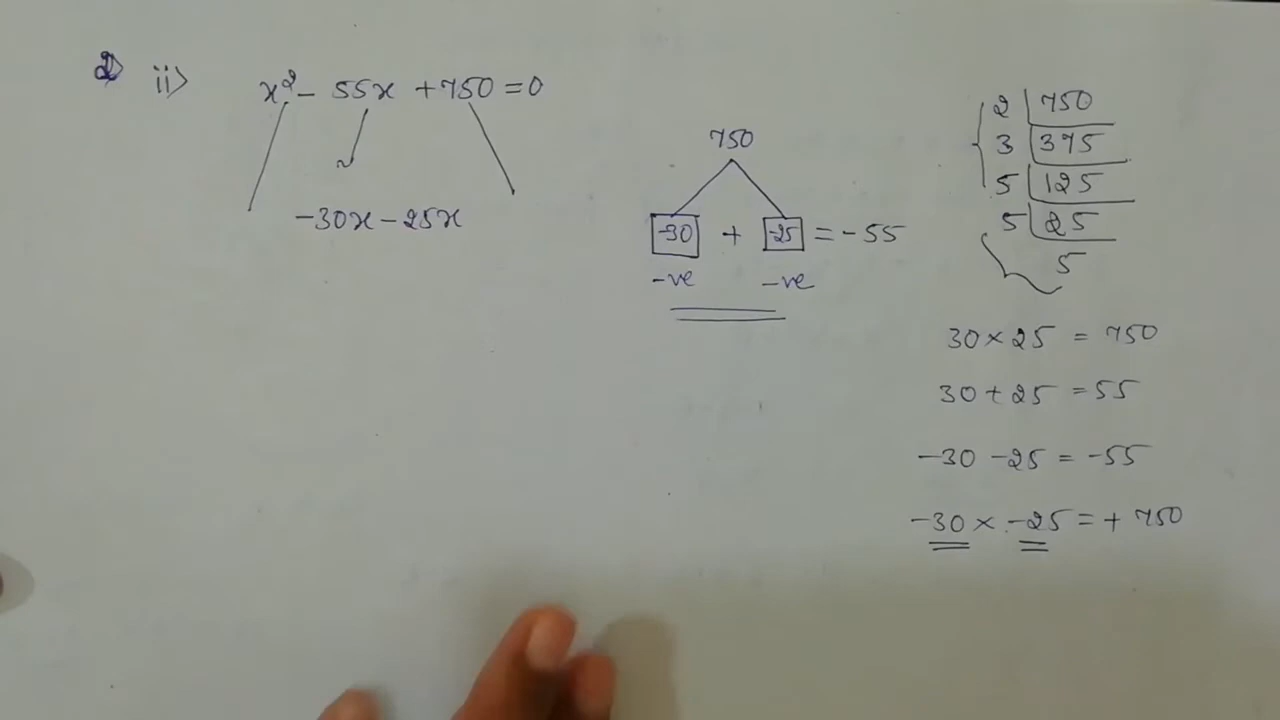 2) ii) x² - 55x + 750 = 0
-30x - 25x
750
-30 + -25 = -55
-ve -ve
2 | 750
3 | 375
5 | 125
5 | 25
5
30 × 25 = 750
30 + 25 = 55
-30 - 25 = -55
-30 × -25 = + 750